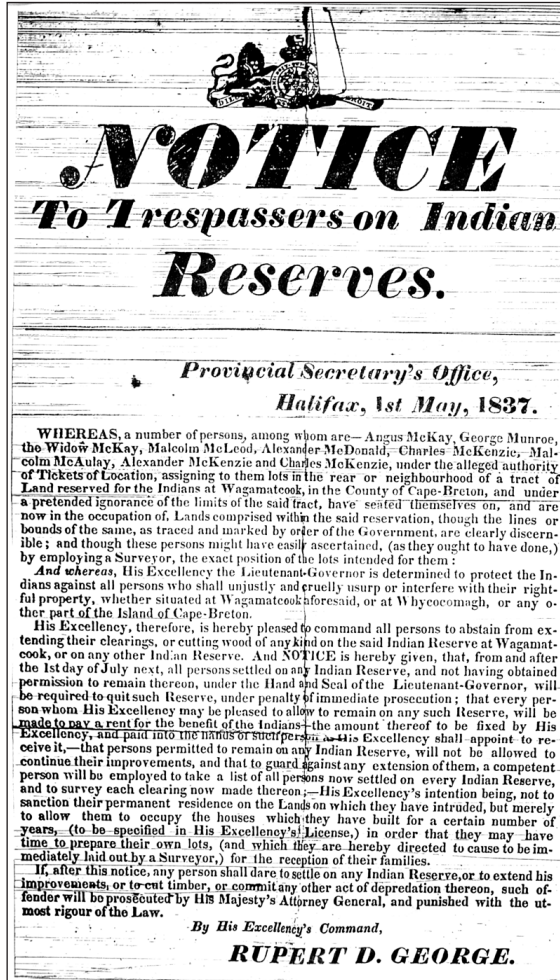 DIEU
DROIT
NOTICE
To Trespassers on Indian
Reserves.
Provincial Secretary's Office,
Halifax, 1st May, 1837.
WHEREAS, a number of persons, among whom are— Angus McKay, George Munroe,
the Widow McKay, Malcolm McLeod, Alexander McDonald, Charles McKenzie, Mal-
colm McAulay, Alexander McKenzie and Charles McKenzie, under the alleged authority
of Tickets of Location, assigning to them lots in the rear or neighbourhood of a tract of
Land reserved for the Indians at Wagamatcook, in the County of Cape-Breton, and under
a pretended ignorance of the limits of the said tract, have seated themselves on, and are
now in the occupation of, Lands comprised within the said reservation, though the lines or
bounds of the same, as traced and marked by order of the Government, are clearly discern-
ible; and though these persons might have easily ascertained, (as they ought to have done,)
by employing a Surveyor, the exact position of the lots intended for them :
And whereas, His Excellency the Lieutenant-Governor is determined to protect the In-
dians against all persons who shall unjustly and cruelly usurp or interfere with their right-
ful property, whether situated at Wagamatcook aforesaid, or at Whycocomagh, or any o-
ther part of the Island of Cape-Breton.
His Excellency, therefore, is hereby pleased to command all persons to abstain from ex-
tending their clearings, or cutting wood of any kind on the said Indian Reserve at Wagamat-
cook, or on any other Indian Reserve. And NOTICE is hereby given, that, from and after
the 1st day of July next, all persons settled on any Indian Reserve, and not having obtained
permission to remain thereon, under the Hand and Seal of the Lieutenant-Governor, will
be required to quit such Reserve, under penalty of immediate prosecution; that every per-
son whom His Excellency may be pleased to allow to remain on any such Reserve, will be
made to pay a rent for the benefit of the Indians—the amount thereof to be fixed by His
Excellency, and paid into the hands of such person as His Excellency shall appoint to re-
ceive it,—that persons permitted to remain on any Indian Reserve, will not be allowed to
continue their improvements, and that to guard against any extension of them, a competent
person will be employed to take a list of all persons now settled on every Indian Reserve,
and to survey each clearing now made thereon;—His Excellency's intention being, not to
sanction their permanent residence on the Lands on which they have intruded, but merely
to allow them to occupy the houses which they have built for a certain number of
years, (to be specified in His Excellency's License,) in order that they may have
time to prepare their own lots, (and which they are hereby directed to cause to be im-
mediately laid out by a Surveyor,) for the reception of their families.
If, after this notice, any person shall dare to settle on any Indian Reserve, or to extend his
improvements, or to cut timber, or commit any other act of depredation thereon, such of-
fender will be prosecuted by His Majesty's Attorney General, and punished with the ut-
most rigour of the Law.
By His Excellency's Command,
RUPERT D. GEORGE.